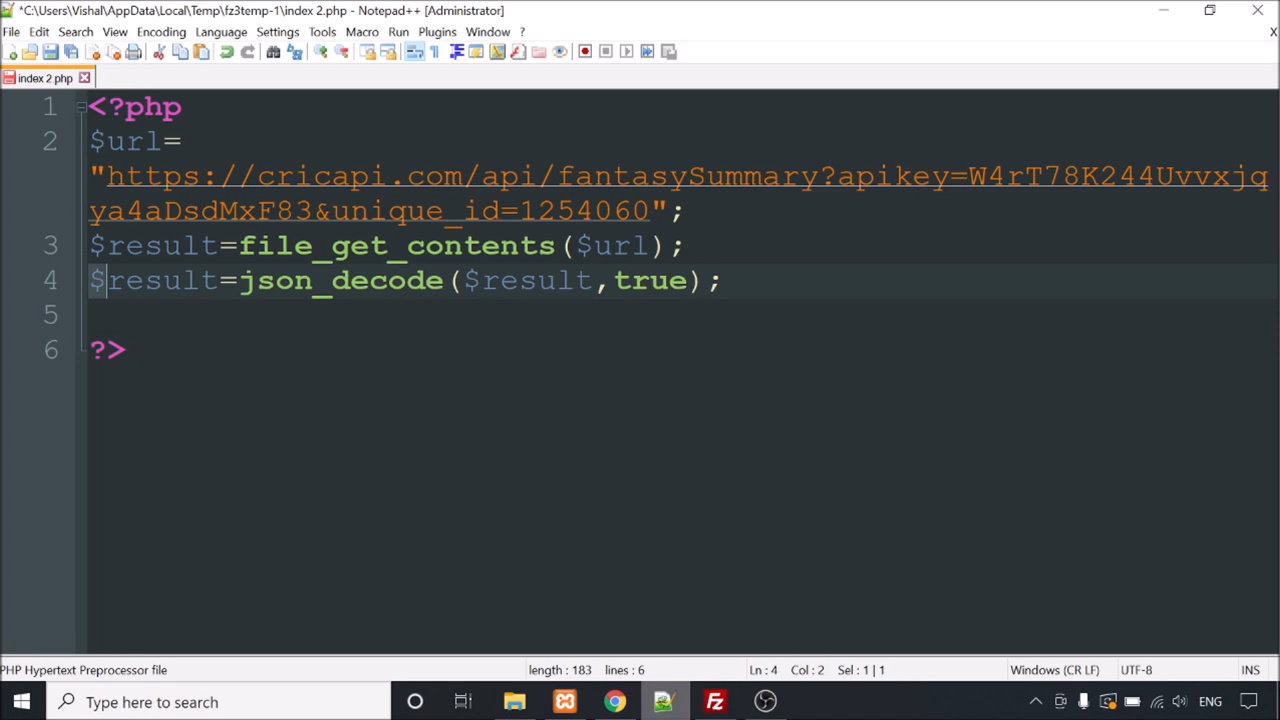 *C:\Users\Vishal\AppData\Local\Temp\fz3temp-1\index 2.php - Notepad++ [Administrator]
File Edit Search View Encoding Language Settings Tools Macro Run Plugins Window ? X
index 2.php
1 <?php
2 $url=
"https://cricapi.com/api/fantasySummary?apikey=W4rT78K244Uvvxjq
ya4aDsdMxF83&unique_id=1254060";
3 $result=file_get_contents($url);
4 $result=json_decode($result,true);
5
6 ?>
PHP Hypertext Preprocessor file length : 183 lines : 6 Ln : 4 Col : 2 Sel : 1 | 1 Windows (CR LF) UTF-8 INS
Type here to search ENG